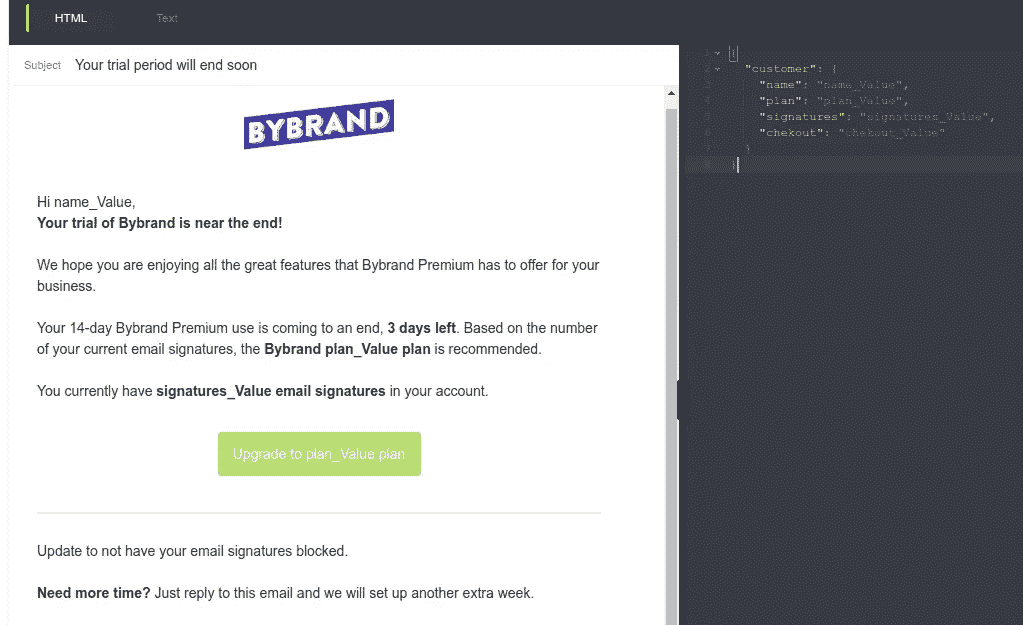 HTML Text
Subject Your trial period will end soon
BYBRAND
Hi name_Value,
Your trial of Bybrand is near the end!
We hope you are enjoying all the great features that Bybrand Premium has to offer for your
business.
Your 14-day Bybrand Premium use is coming to an end, 3 days left. Based on the number
of your current email signatures, the Bybrand plan_Value plan is recommended.
You currently have signatures_Value email signatures in your account.
Upgrade to plan_Value plan
Update to not have your email signatures blocked.
Need more time? Just reply to this email and we will set up another extra week.
1 {
2 "customer": {
3 "name": "name_Value",
4 "plan": "plan_Value",
5 "signatures": "signatures_Value",
6 "chekout": "chekout_Value"
7 }
8 }